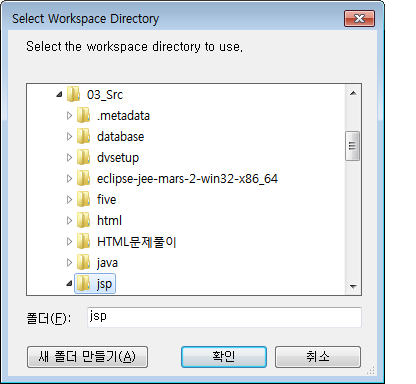 Select Workspace Directory
Select the workspace directory to use.
03_Src
.metadata
database
dvsetup
eclipse-jee-mars-2-win32-x86_64
five
html
HTML문제풀이
java
jsp
폴더(F): jsp
새 폴더 만들기(A) 확인 취소